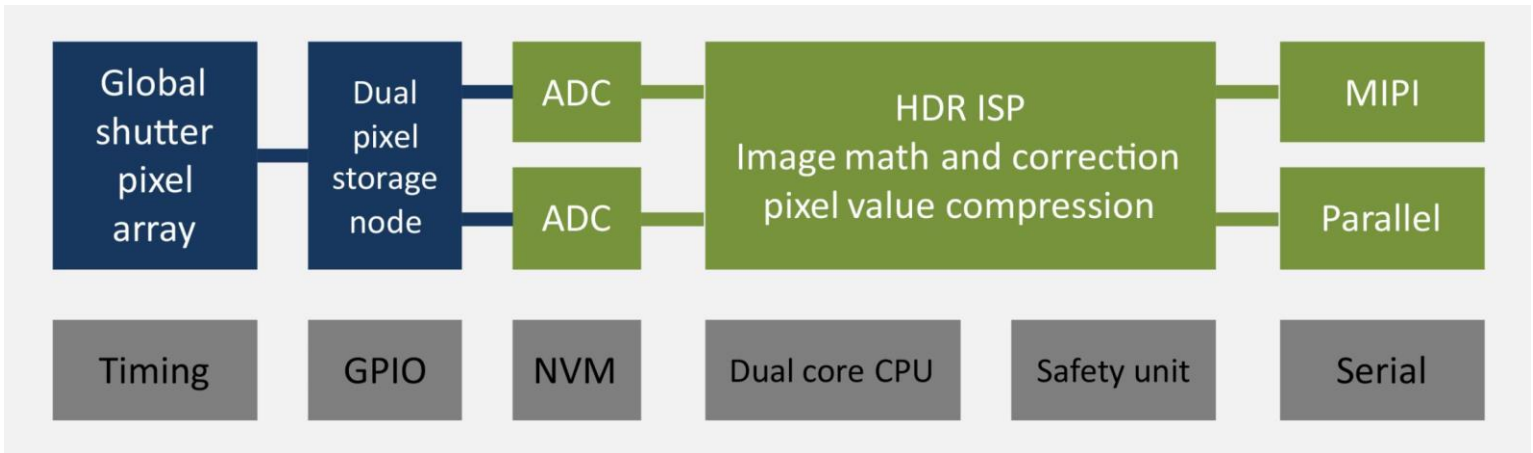 Global
shutter
pixel
array
Dual
pixel
storage
node
ADC
ADC
HDR ISP
Image math and correction
pixel value compression
MIPI
Parallel
Timing
GPIO
NVM
Dual core CPU
Safety unit
Serial